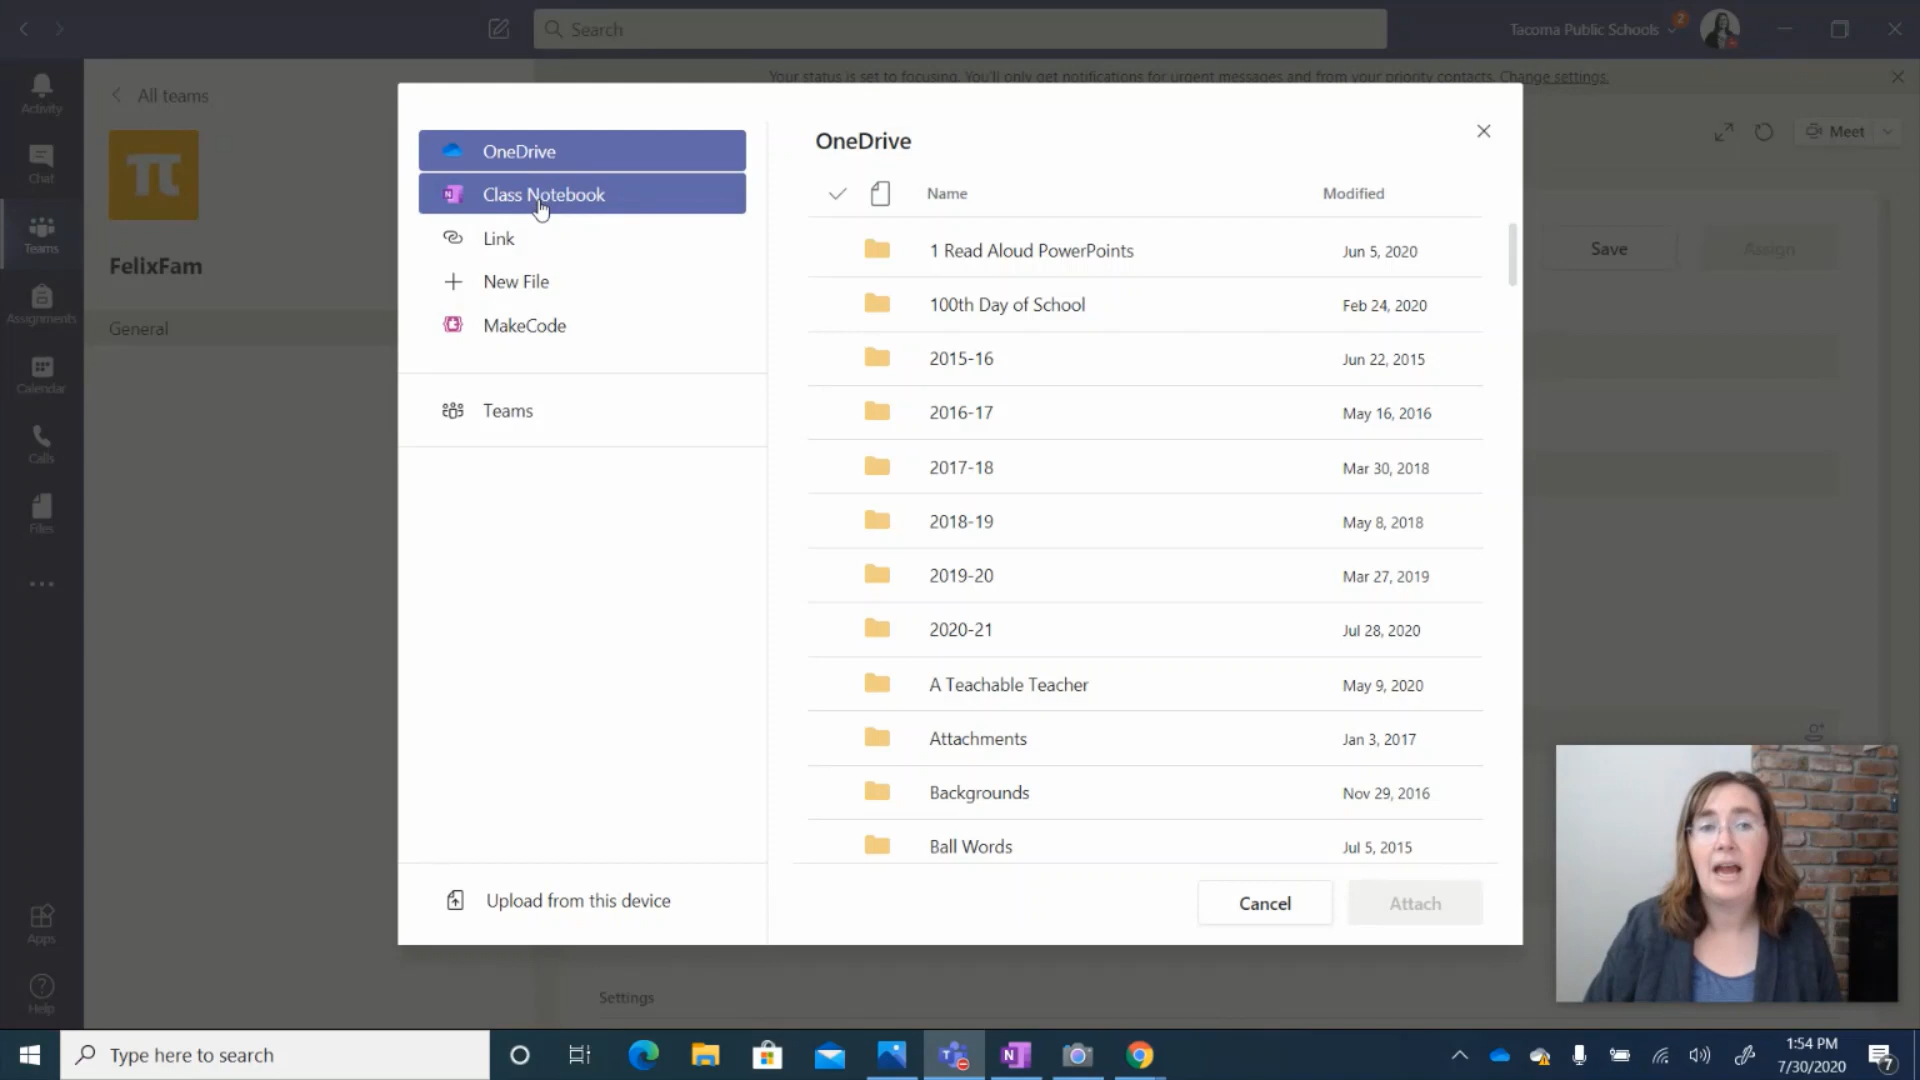 Search
Tacoma Public Schools
2
Your status is set to focusing. You'll only get notifications for urgent messages and from your priority contacts. Change settings.
Activity
Chat
Teams
Assignments
Calendar
Calls
Files
Apps
Help
All teams
π
FelixFam
General
OneDrive
Class Notebook
Link
New File
MakeCode
Teams
Upload from this device
OneDrive
Name Modified
1 Read Aloud PowerPoints Jun 5, 2020
100th Day of School Feb 24, 2020
2015-16 Jun 22, 2015
2016-17 May 16, 2016
2017-18 Mar 30, 2018
2018-19 May 8, 2018
2019-20 Mar 27, 2019
2020-21 Jul 28, 2020
A Teachable Teacher May 9, 2020
Attachments Jan 3, 2017
Backgrounds Nov 29, 2016
Ball Words Jul 5, 2015
Cancel Attach
Meet
Save Assign
Settings
Type here to search
1:54 PM
7/30/2020
7